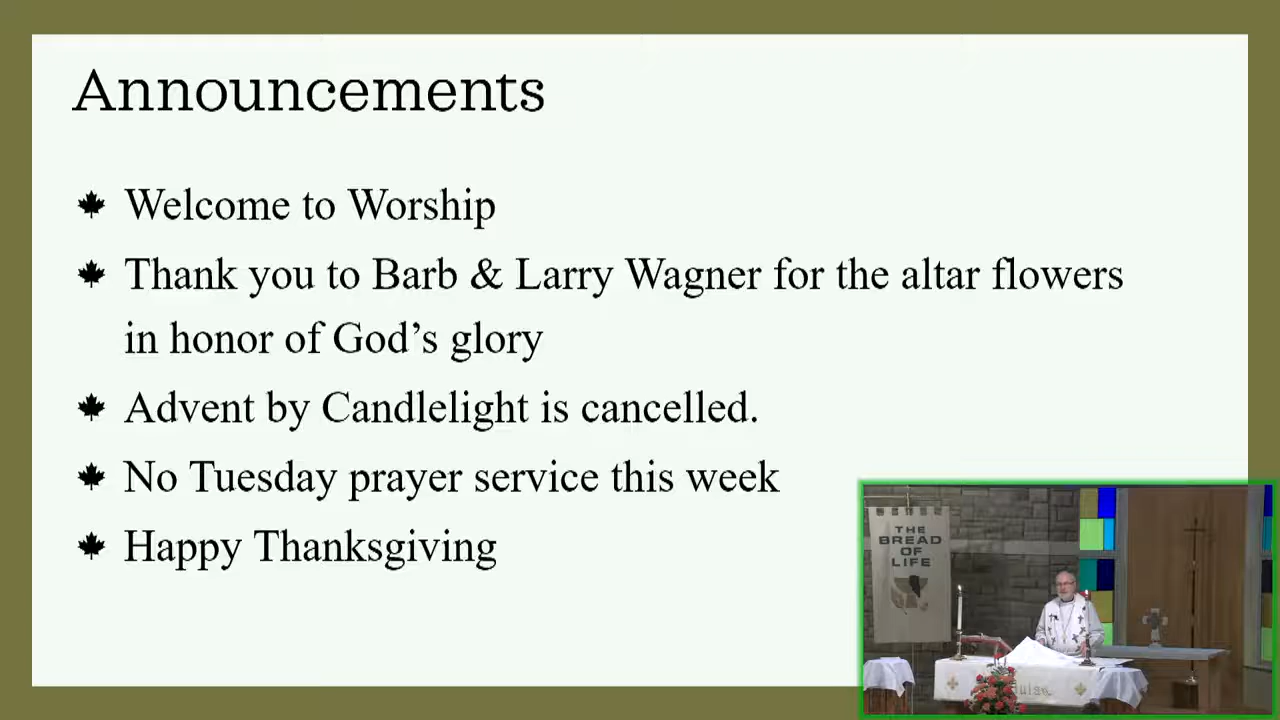 Announcements
Welcome to Worship
Thank you to Barb & Larry Wagner for the altar flowers
in honor of God's glory
Advent by Candlelight is cancelled.
No Tuesday prayer service this week
Happy Thanksgiving
THE
BREAD
OF
LIFE